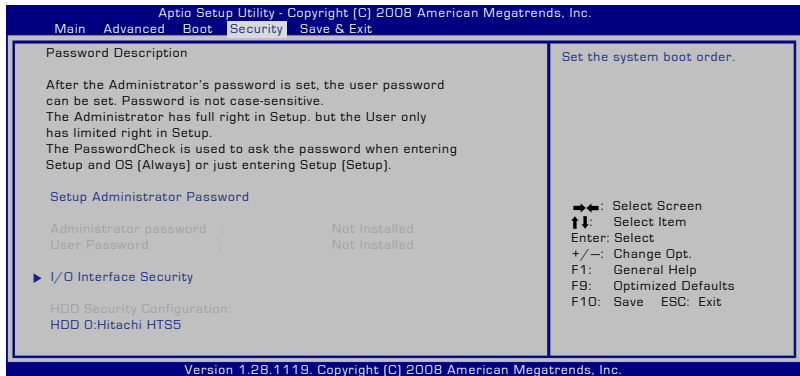 Aptio Setup Utility - Copyright (C) 2008 American Megatrends, Inc.
Main Advanced Boot Security Save & Exit
Password Description
After the Administrator's password is set, the user password
can be set. Password is not case-sensitive.
The Administrator has full right in Setup. but the User only
has limited right in Setup.
The PasswordCheck is used to ask the password when entering
Setup and OS (Always) or just entering Setup (Setup).
Setup Administrator Password
Administrator password : Not Installed
User Password : Not Installed
I/O Interface Security
HDD Security Configuration:
HDD 0:Hitachi HTS5
Set the system boot order.
→←: Select Screen
↑↓: Select Item
Enter: Select
+/—: Change Opt.
F1: General Help
F9: Optimized Defaults
F10: Save ESC: Exit
Version 1.28.1119. Copyright (C) 2008 American Megatrends, Inc.